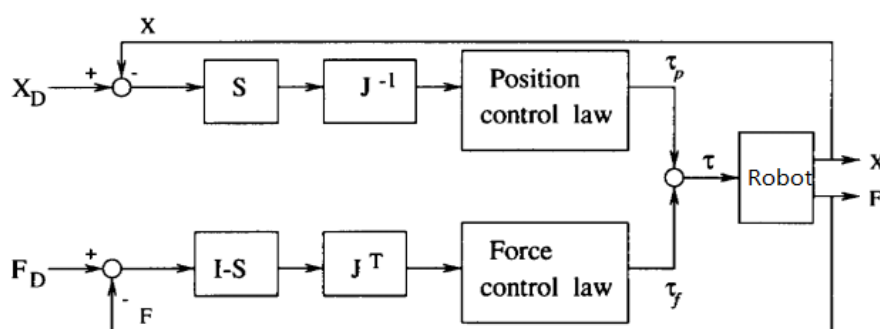 X
X_D
+
-
S
J^-1
Position
control law
τ_p
τ
Robot
X
F
F_D
+
-
F
I-S
J^T
Force
control law
τ_f